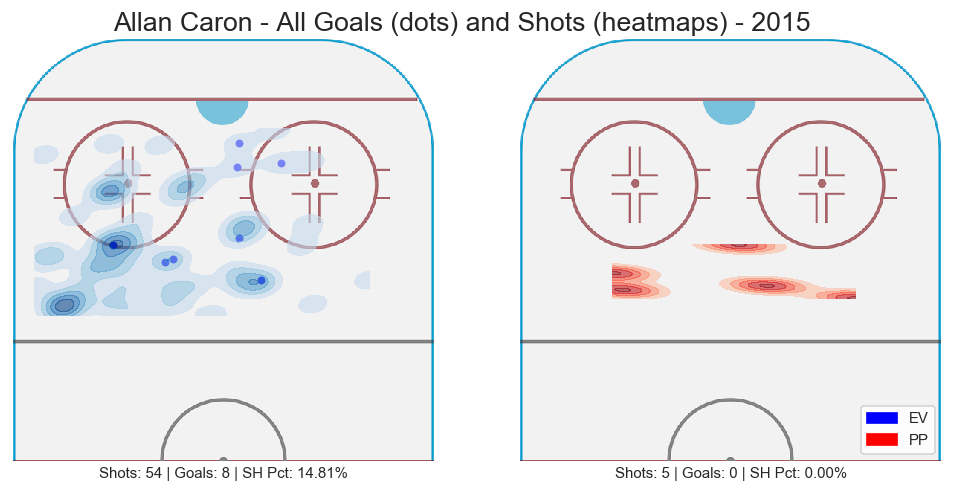 Allan Caron - All Goals (dots) and Shots (heatmaps) - 2015
EV
PP
Shots: 54 | Goals: 8 | SH Pct: 14.81%
Shots: 5 | Goals: 0 | SH Pct: 0.00%